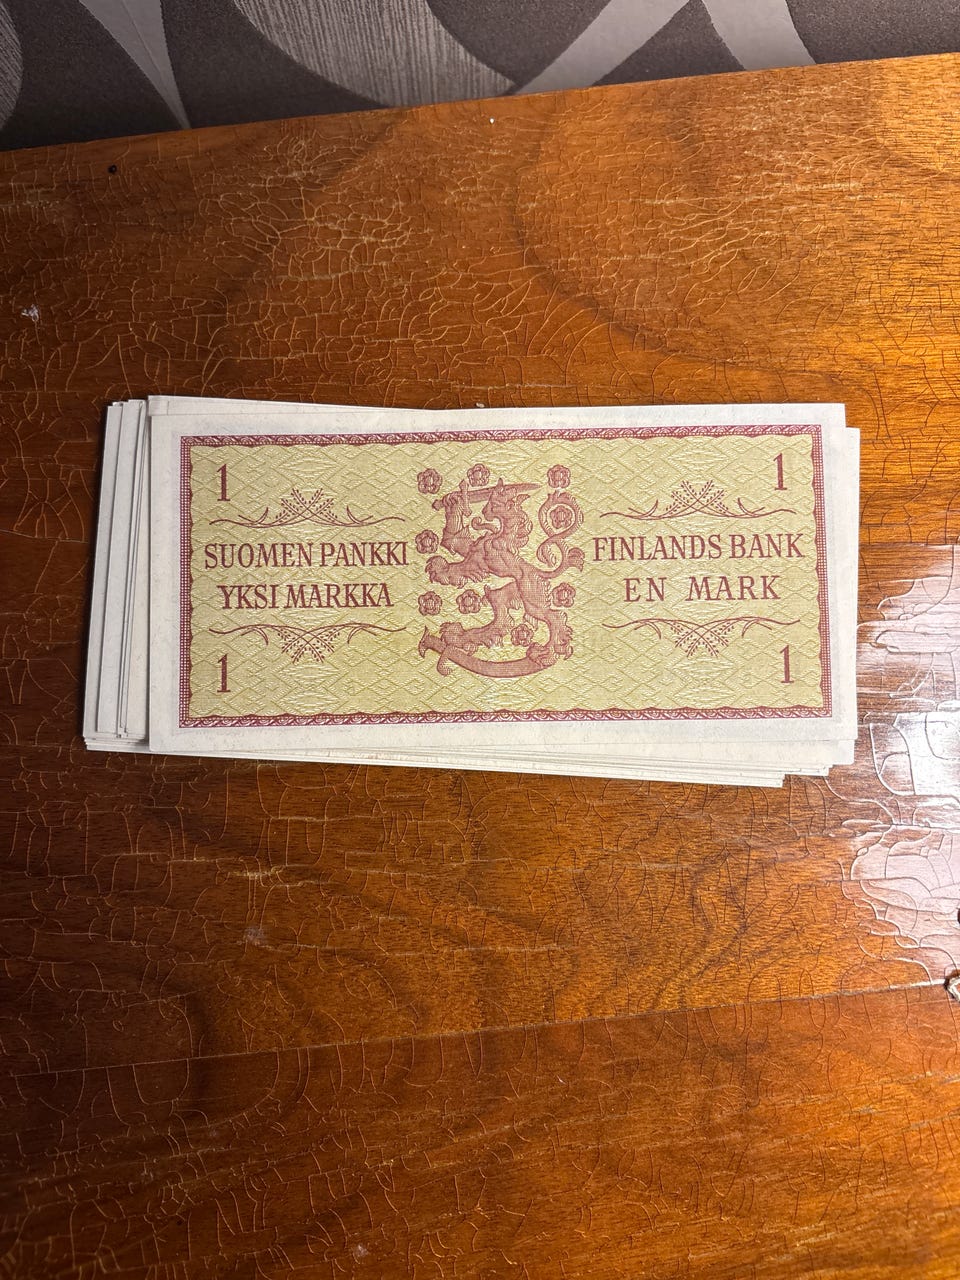 1 1
SUOMEN PANKKI FINLANDS BANK
YKSI MARKKA EN MARK
1 1